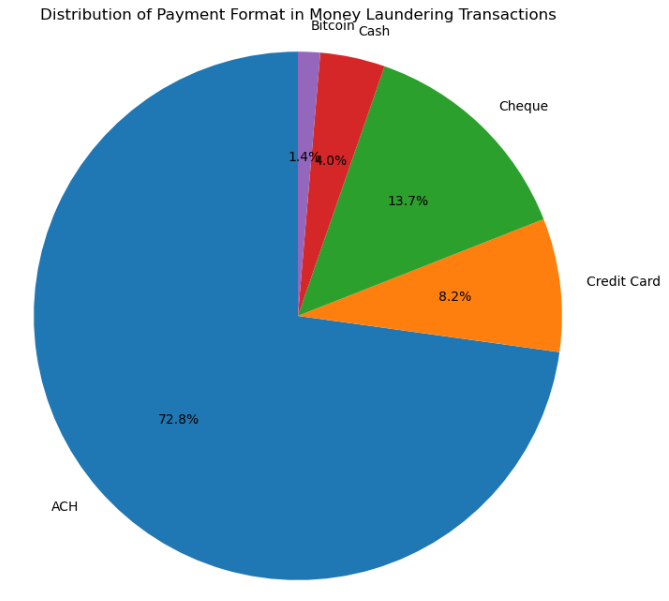 Distribution of Payment Format in Money Laundering Transactions
Bitcoin
Cash
Cheque
1.4%
4.0%
13.7%
Credit Card
8.2%
72.8%
ACH